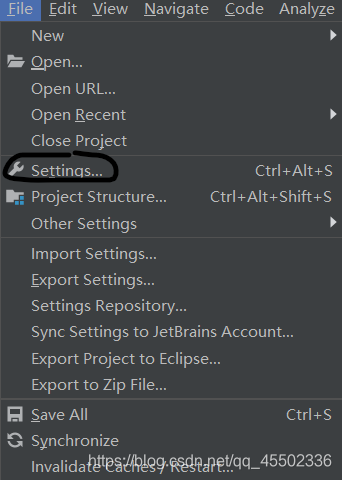 File Edit View Navigate Code Analyze
New
Open...
Open URL...
Open Recent
Close Project
Settings... Ctrl+Alt+S
Project Structure... Ctrl+Alt+Shift+S
Other Settings
Import Settings...
Export Settings...
Settings Repository...
Sync Settings to JetBrains Account...
Export Project to Eclipse...
Export to Zip File...
Save All Ctrl+S
Synchronize
https://blog.csdn.net/qq_45502336
Invalidate Caches / Restart...